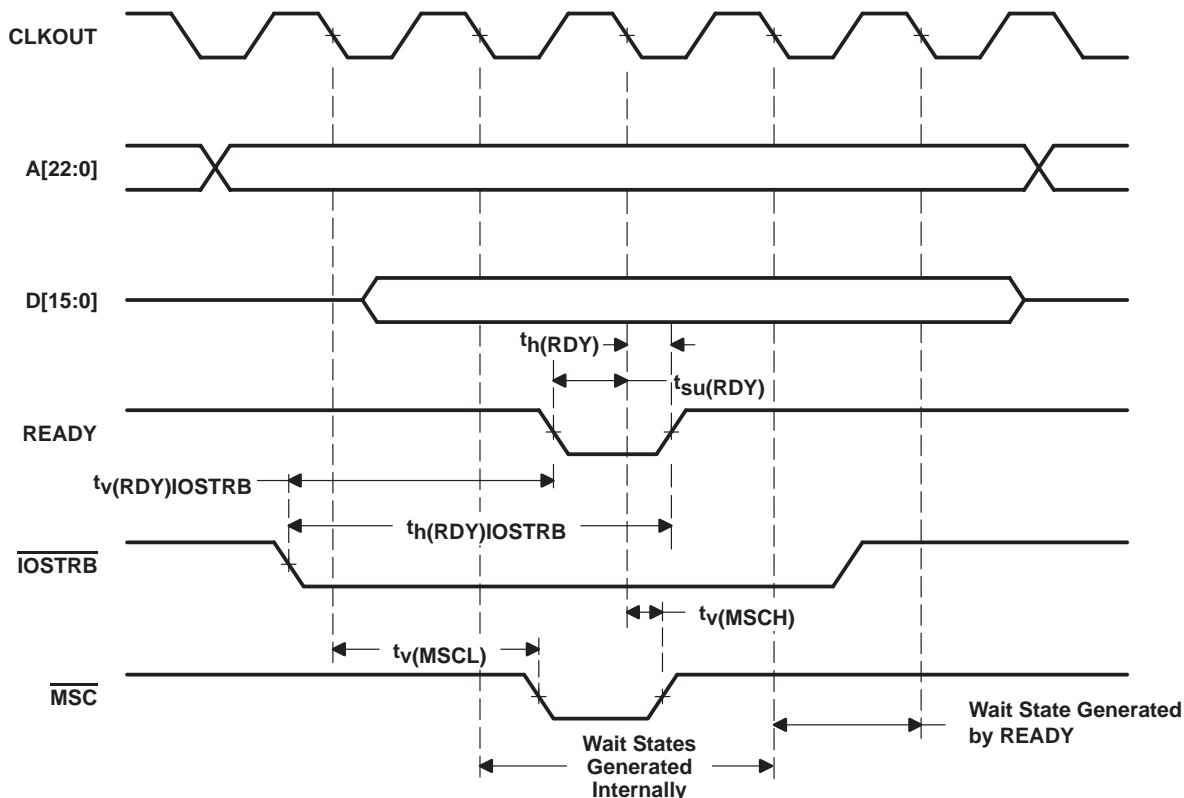 CLKOUT
A[22:0]
D[15:0]
th(RDY)
tsu(RDY)
READY
tv(RDY)IOSTRB
th(RDY)IOSTRB
IOSTRB
tv(MSCH)
tv(MSCL)
MSC
Wait State Generated
by READY
Wait States
Generated
Internally